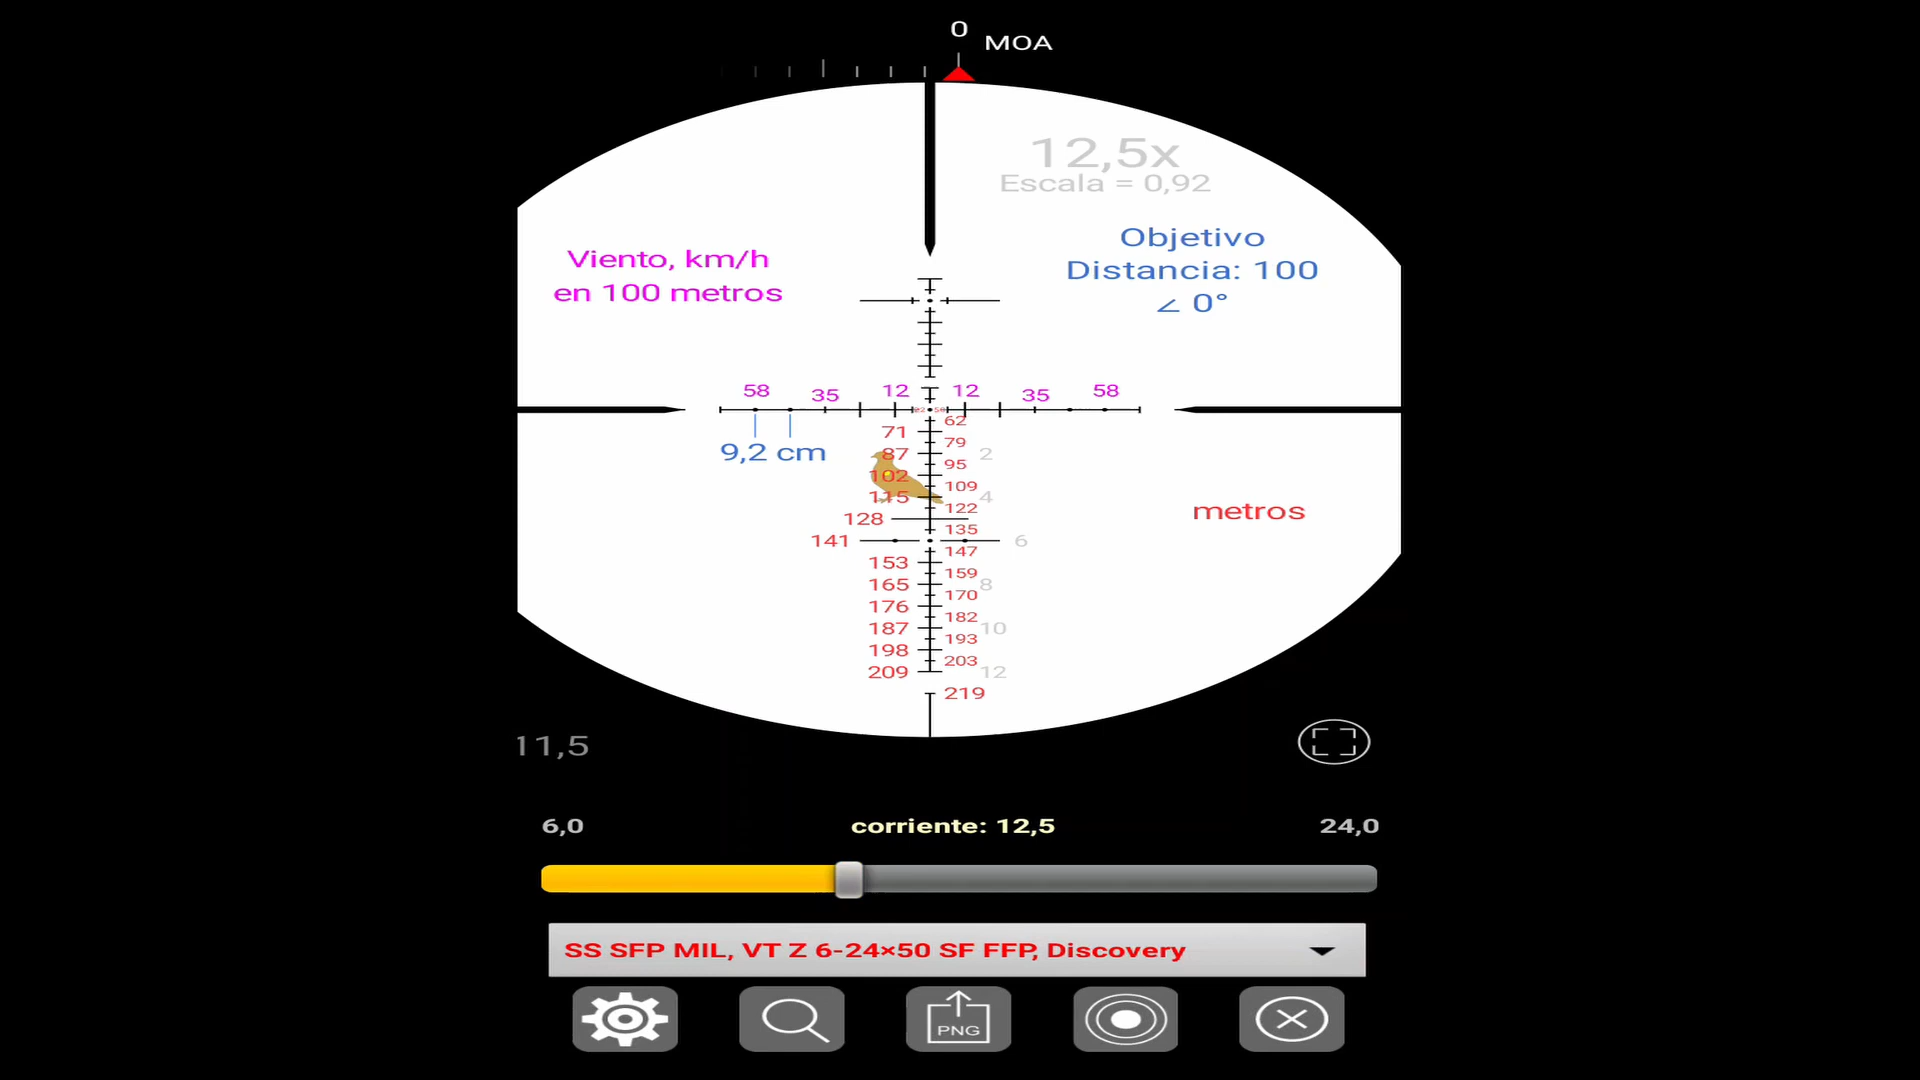 0
MOA
12,5x
Escala = 0,92
Objetivo
Distancia: 100
∠ 0°
Viento, km/h
en 100 metros
58 35 12 12 35 58
62
71
79
9,2 cm
87 2
95
102
109
115 4
122
metros
128
135
141 6
147
153
159
165 8
170
176
182
187 10
193
198
203
209 12
219
11,5
6,0 corriente: 12,5 24,0
SS SFP MIL, VT Z 6-24×50 SF FFP, Discovery
PNG